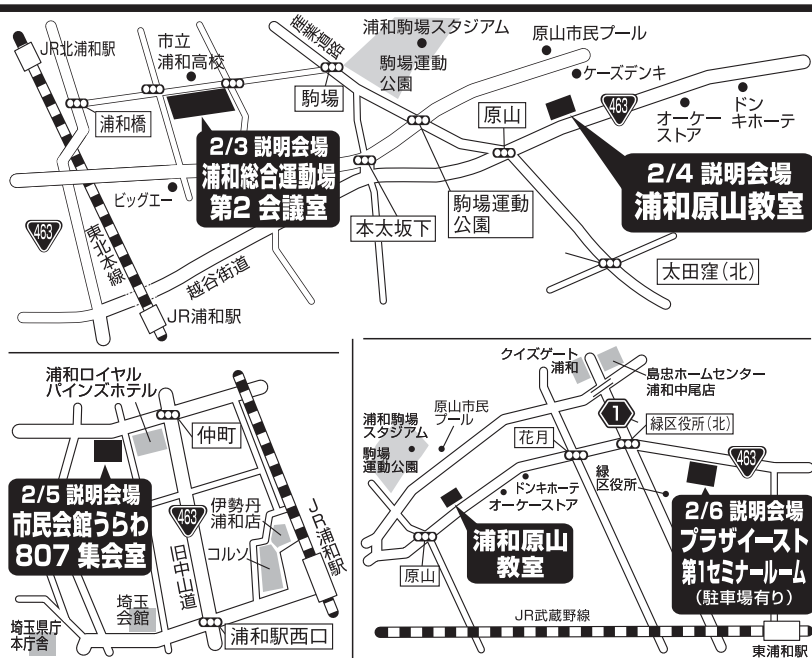 JR北浦和駅
市立
浦和高校
産業道路
浦和駒場スタジアム
駒場運動
公園
原山市民プール
ケーズデンキ
463
ドン
キホーテ
オーケー
ストア
浦和橋
駒場
原山
2/3 説明会場
浦和総合運動場
第2 会議室
2/4 説明会場
浦和原山教室
ビッグエー
本太坂下
駒場運動
公園
463
東北本線
越谷街道
太田窪(北)
JR浦和駅
浦和ロイヤル
パインズホテル
仲町
2/5 説明会場
市民会館うらわ
807 集会室
463
旧中山道
伊勢丹
浦和店
コルソ
JR浦和駅
埼玉
会館
埼玉県庁
本庁舎
浦和駅西口
クイズゲート
浦和
島忠ホームセンター
浦和中尾店
原山市民
プール
浦和駒場
スタジアム
駒場
運動公園
1
花月
緑区役所(北)
463
緑
区役所
ドンキホーテ
オーケーストア
浦和原山
教室
原山
2/6 説明会場
プラザイースト
第1セミナールーム
(駐車場有り)
JR武蔵野線
東浦和駅